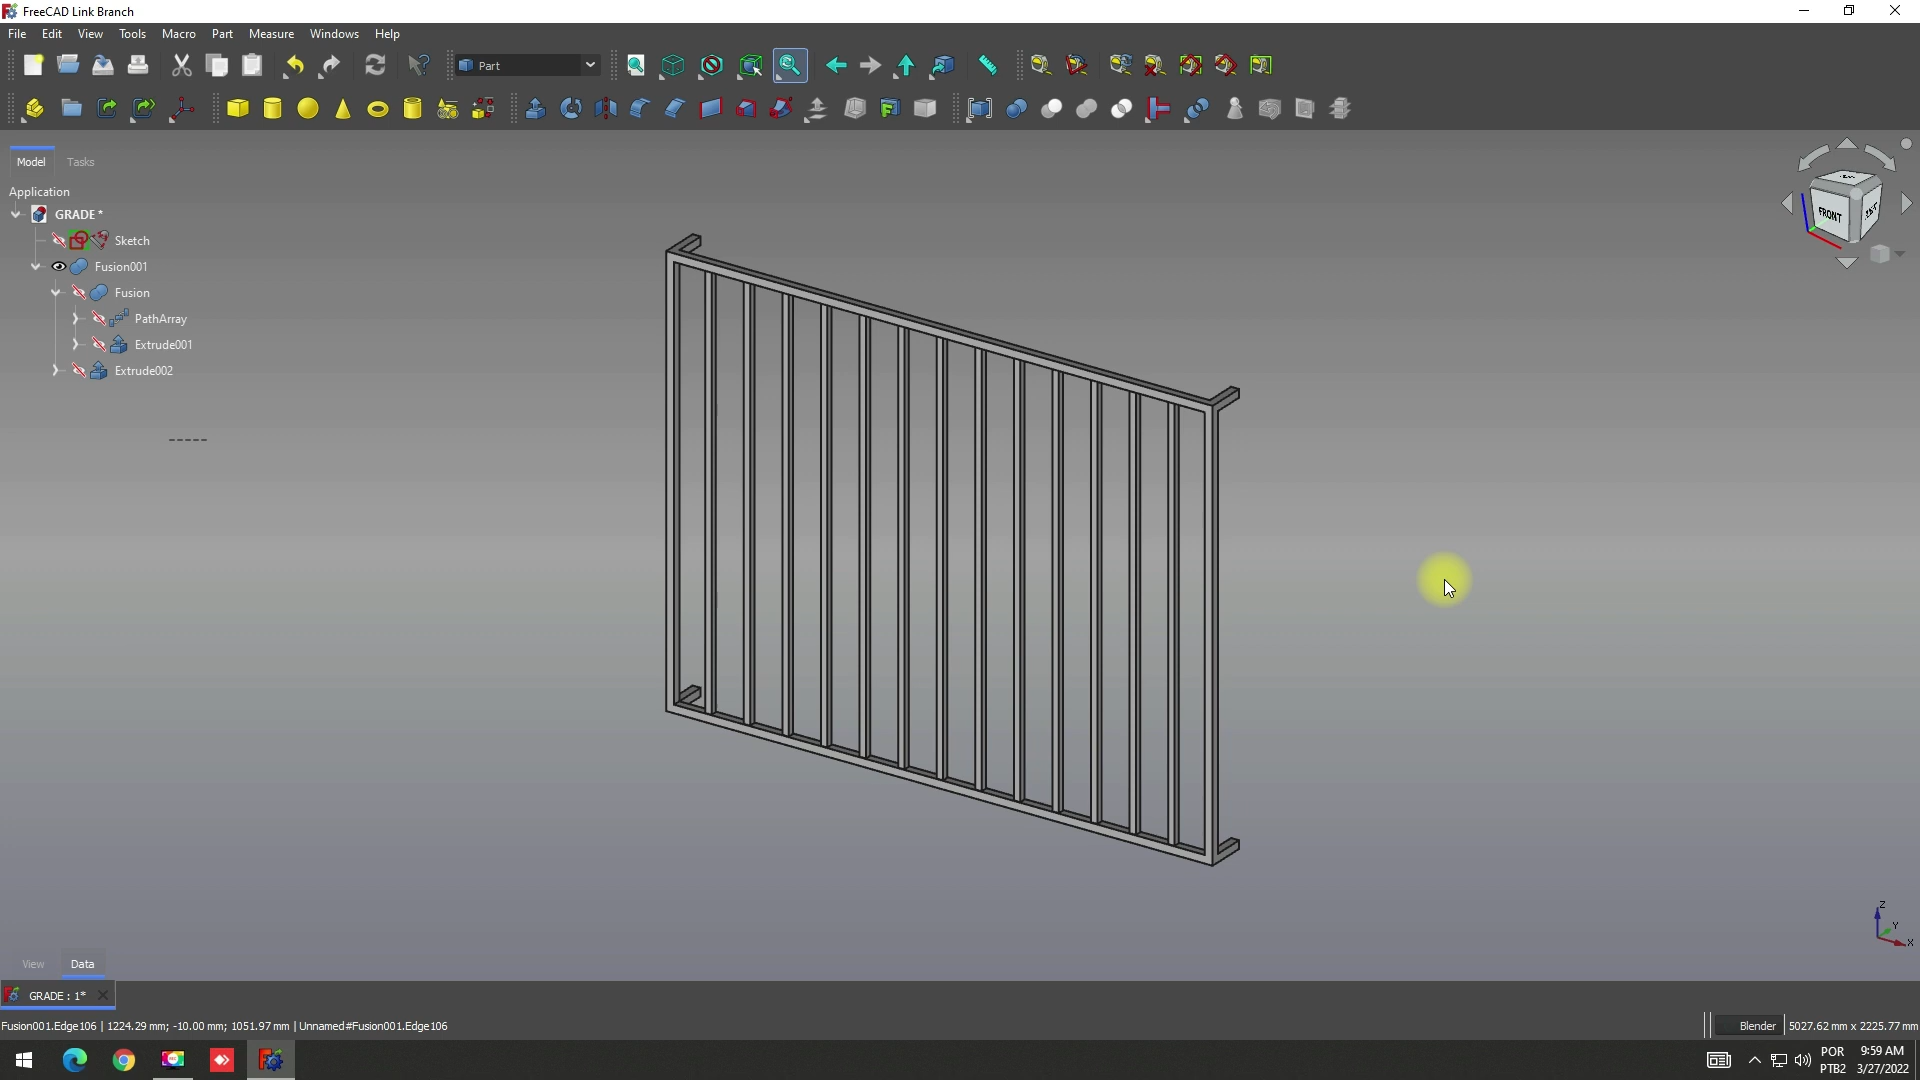 FreeCAD Link Branch
File Edit View Tools Macro Part Measure Windows Help
Part
Model Tasks
Application
GRADE *
Sketch
Fusion001
Fusion
PathArray
Extrude001
Extrude002
FRONT
Z
Y
X
View Data
GRADE : 1*
Fusion001.Edge106 | 1224.29 mm; -10.00 mm; 1051.97 mm | Unnamed#Fusion001.Edge106
Blender 5027.62 mm x 2225.77 mm
POR 9:59 AM
PTB2 3/27/2022